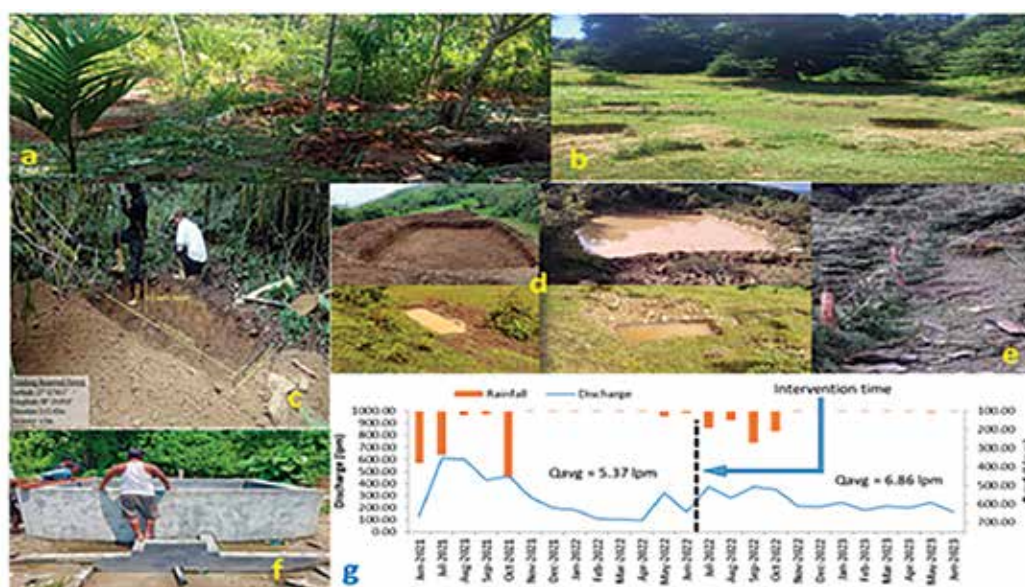 a
b
c
d
e
f
g
Rainfall
Discharge
Intervention time
Discharge (lpm)
1000.00
900.00
800.00
700.00
600.00
500.00
400.00
300.00
200.00
100.00
0.00
100.00
200.00
300.00
400.00
500.00
600.00
700.00
Qavg = 5.37 lpm
Qavg = 6.86 lpm
Jun-2021
Jul-2021
Aug-2021
Sep-2021
Oct-2021
Nov-2021
Dec-2021
Jan-2022
Feb-2022
Mar-2022
Apr-2022
May-2022
Jun-2022
Jul-2022
Aug-2022
Sep-2022
Oct-2022
Nov-2022
Dec-2022
Jan-2023
Feb-2023
Mar-2023
Apr-2023
May-2023
Jun-2023